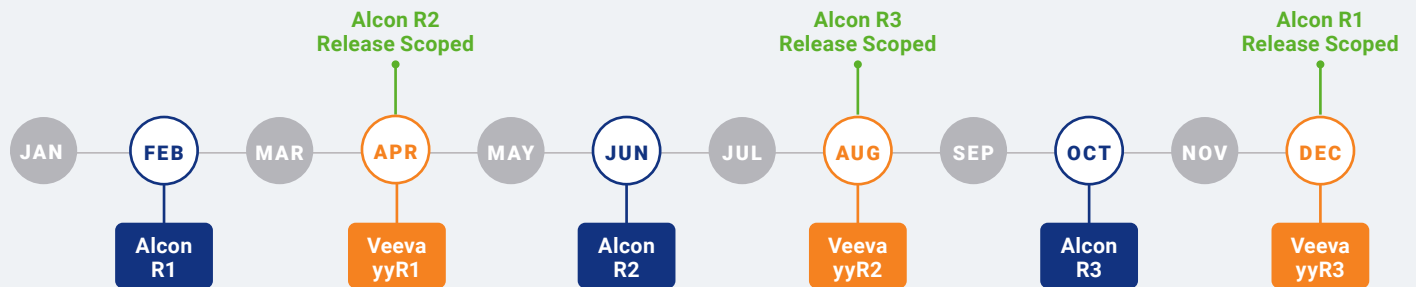 Alcon R2
Release Scoped
Alcon R3
Release Scoped
Alcon R1
Release Scoped
JAN
FEB
MAR
APR
MAY
JUN
JUL
AUG
SEP
OCT
NOV
DEC
Alcon
R1
Veeva
yyR1
Alcon
R2
Veeva
yyR2
Alcon
R3
Veeva
yyR3